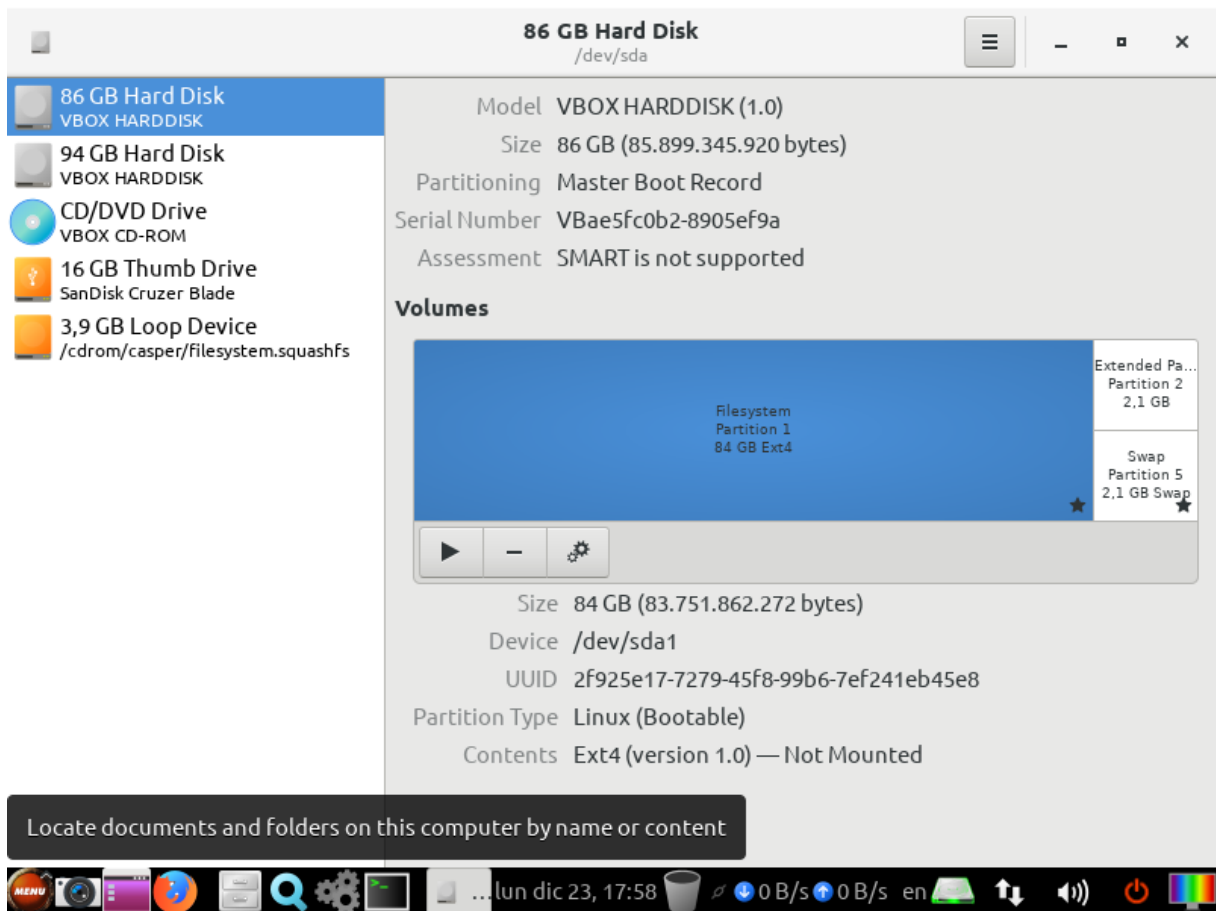 86 GB Hard Disk
/dev/sda
86 GB Hard Disk
VBOX HARDDISK
94 GB Hard Disk
VBOX HARDDISK
CD/DVD Drive
VBOX CD-ROM
16 GB Thumb Drive
SanDisk Cruzer Blade
3,9 GB Loop Device
/cdrom/casper/filesystem.squashfs
Model VBOX HARDDISK (1.0)
Size 86 GB (85.899.345.920 bytes)
Partitioning Master Boot Record
Serial Number VBae5fc0b2-8905ef9a
Assessment SMART is not supported
Volumes
Filesystem
Partition 1
84 GB Ext4
Extended Pa...
Partition 2
2,1 GB
Swap
Partition 5
2,1 GB Swap
Size 84 GB (83.751.862.272 bytes)
Device /dev/sda1
UUID 2f925e17-7279-45f8-99b6-7ef241eb45e8
Partition Type Linux (Bootable)
Contents Ext4 (version 1.0) — Not Mounted
Locate documents and folders on this computer by name or content
MENU ... lun dic 23, 17:58 0 B/s 0 B/s en